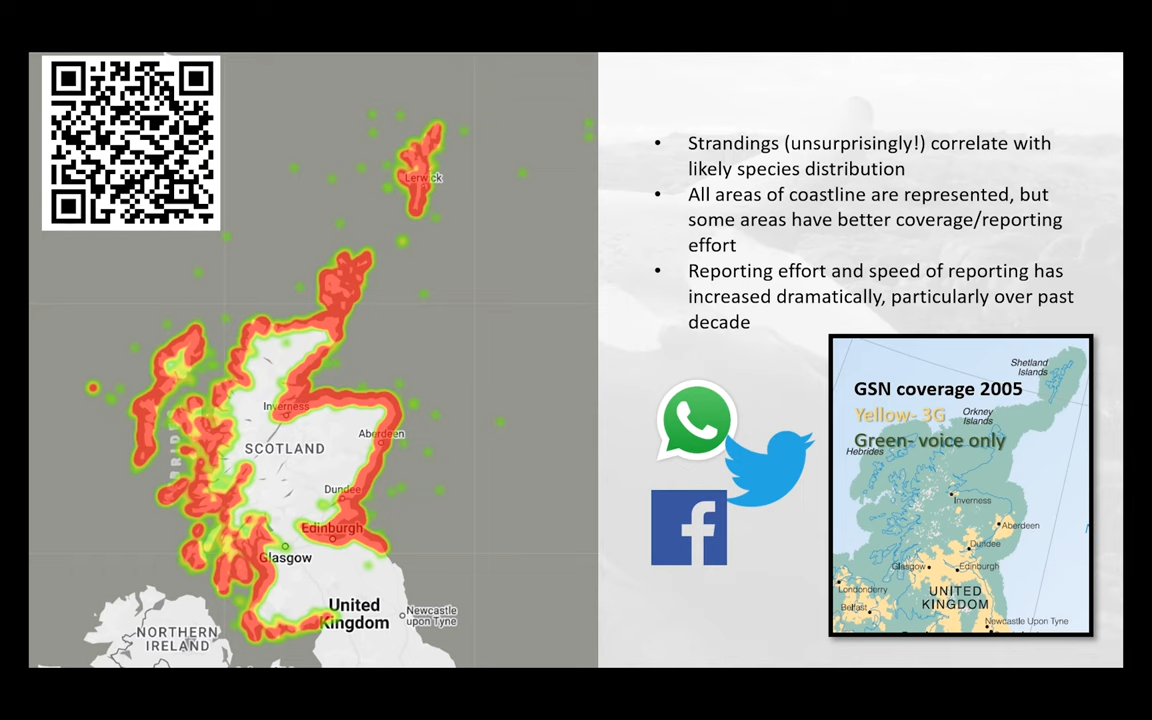 Lerwick
Inverness
Aberdeen
SCOTLAND
Dundee
Edinburgh
Glasgow
United
Kingdom
Newcastle
upon Tyne
NORTHERN
IRELAND
• Strandings (unsurprisingly!) correlate with
likely species distribution
• All areas of coastline are represented, but
some areas have better coverage/reporting
effort
• Reporting effort and speed of reporting has
increased dramatically, particularly over past
decade
Shetland
Islands
GSN coverage 2005
Yellow- 3G
Orkney
Islands
Green- voice only
Hebrides
Inverness
Aberdeen
Dundee
Glasgow
Edinburgh
Londonderry
UNITED
KINGDOM
Belfast
Newcastle Upon Tyne